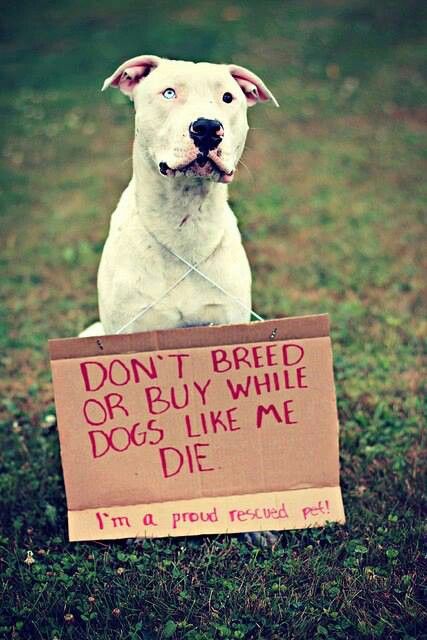 DON'T BREED
OR BUY WHILE
DOGS LIKE ME
DIE.
I'm a proud rescued pet!